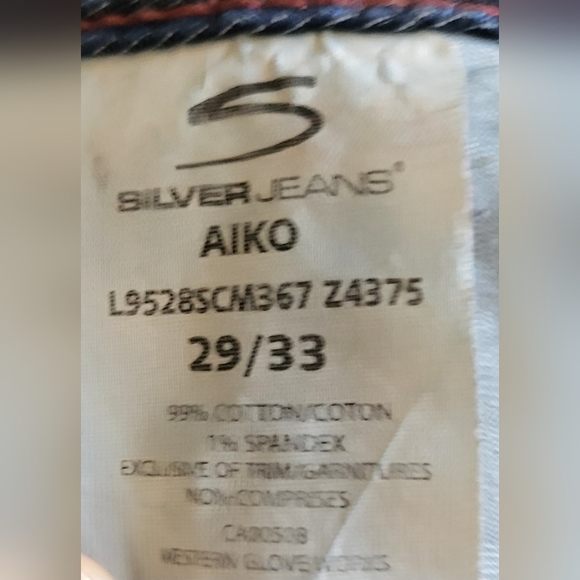 SILVER JEANS®
AIKO
L9528SCM367 Z4375
29/33
99% COTTON/COTON
1% SPANDEX
EXCLUSIVE OF TRIM/GARNITURES
NON-COMPRISES
CA00508
WESTERN GLOVE WORKS